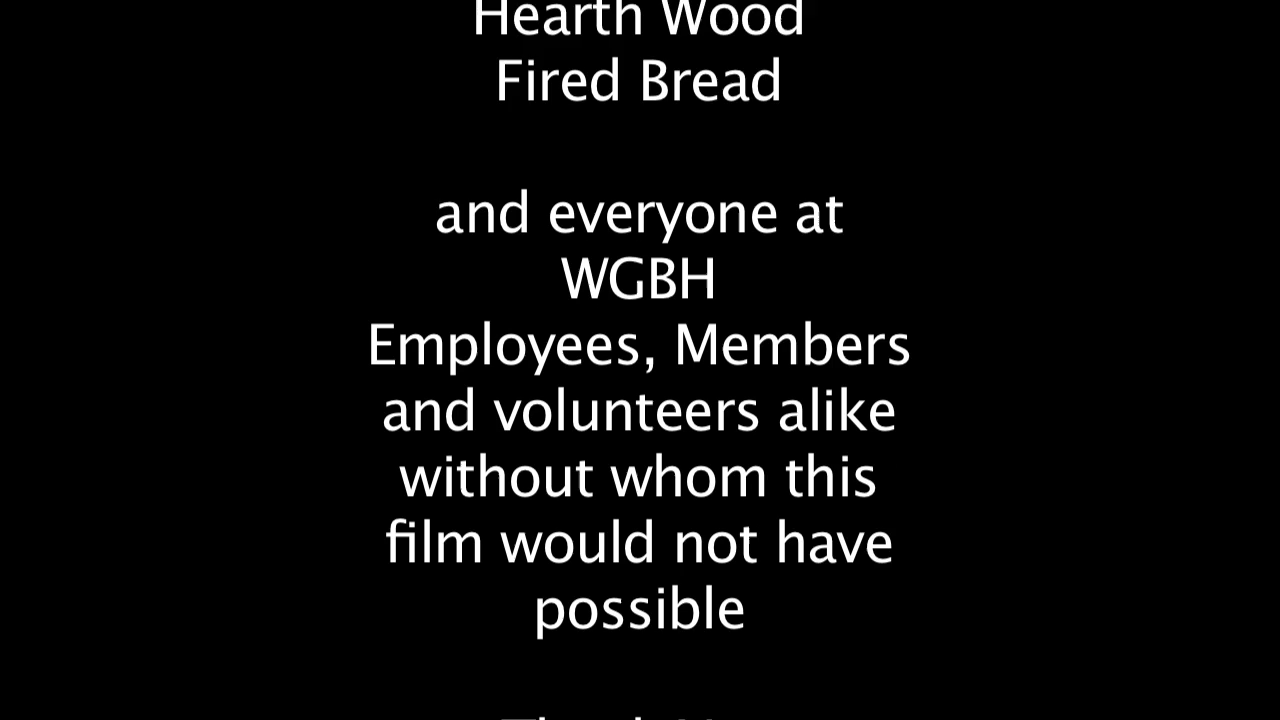 Hearth Wood
Fired Bread
and everyone at
WGBH
Employees, Members
and volunteers alike
without whom this
film would not have
possible